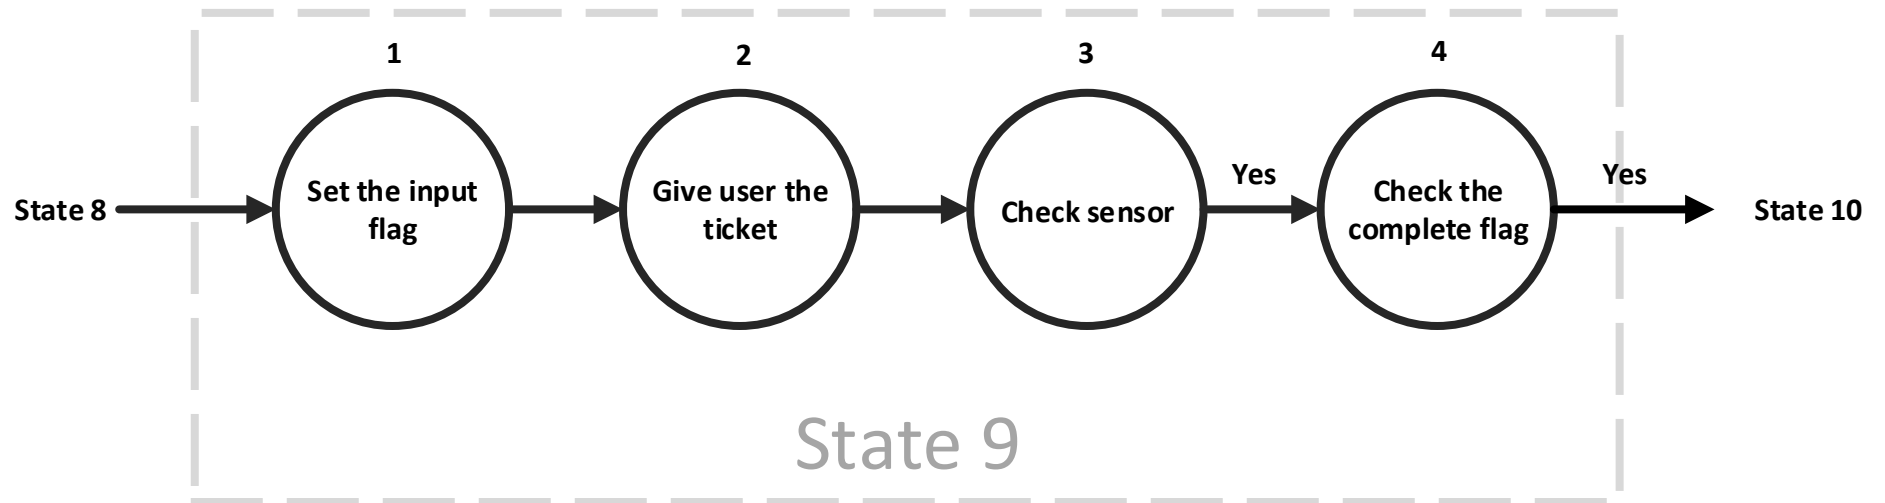 1
2
3
4
State 8
Set the input
flag
Give user the
ticket
Check sensor
Yes
Check the
complete flag
Yes
State 10
State 9